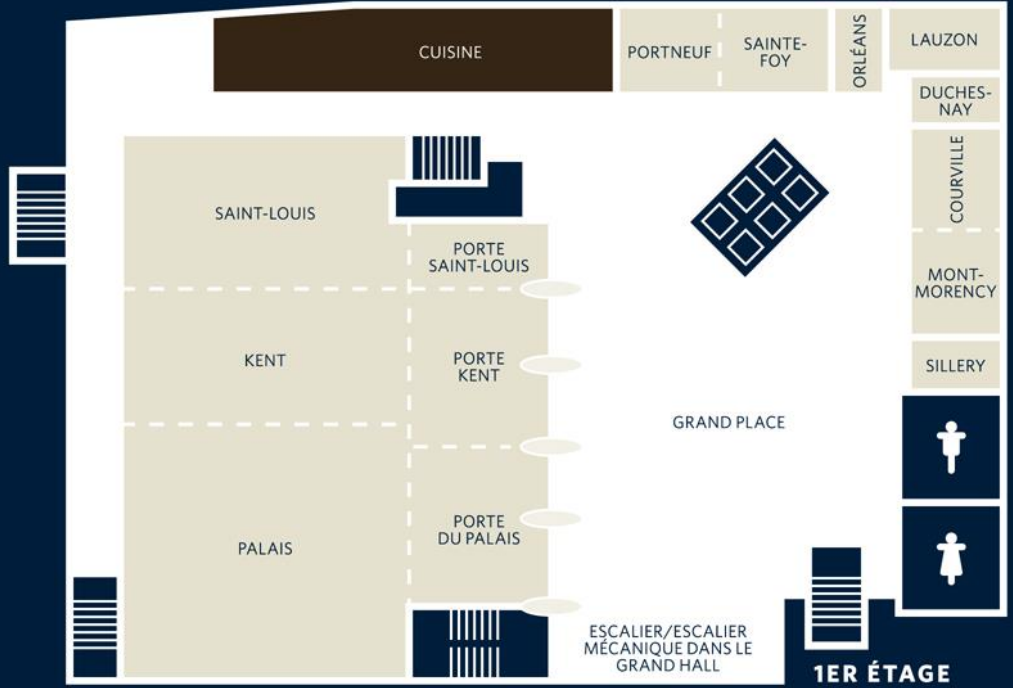 CUISINE
PORTNEUF
SAINTE-
FOY
ORLÉANS
LAUZON
DUCHES-
NAY
COURVILLE
SAINT-LOUIS
PORTE
SAINT-LOUIS
MONT-
MORENCY
KENT
PORTE
KENT
SILLERY
GRAND PLACE
PALAIS
PORTE
DU PALAIS
ESCALIER/ESCALIER
MÉCANIQUE DANS LE
GRAND HALL
1ER ÉTAGE